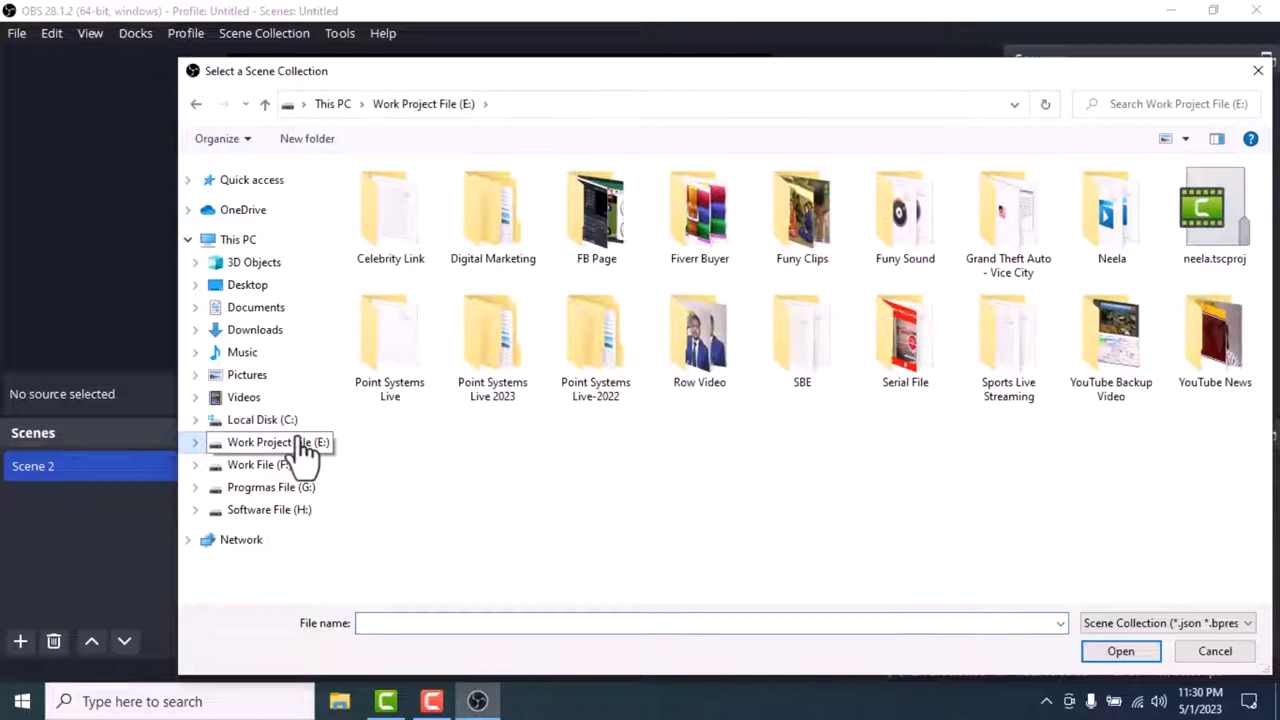 OBS 28.1.2 (64-bit, windows) - Profile: Untitled - Scenes: Untitled
File Edit View Docks Profile Scene Collection Tools Help
Select a Scene Collection
This PC > Work Project File (E:) >
Search Work Project File (E:)
Organize New folder
Quick access
OneDrive
This PC
3D Objects
Desktop
Documents
Downloads
Music
Pictures
Videos
Local Disk (C:)
Work Project (E:)
Work File (F:
Progrmas File (G:)
Software File (H:)
Network
Celebrity Link
Digital Marketing
FB Page
Fiverr Buyer
Funy Clips
Funy Sound
Grand Theft Auto
- Vice City
Neela
neela.tscproj
Point Systems
Live
Point Systems
Live 2023
Point Systems
Live-2022
Row Video
SBE
Serial File
Sports Live
Streaming
YouTube Backup
Video
YouTube News
No source selected
Scenes
Scene 2
File name:
Scene Collection (*.json *.bpres
Open
Cancel
Type here to search
11:30 PM
5/1/2023